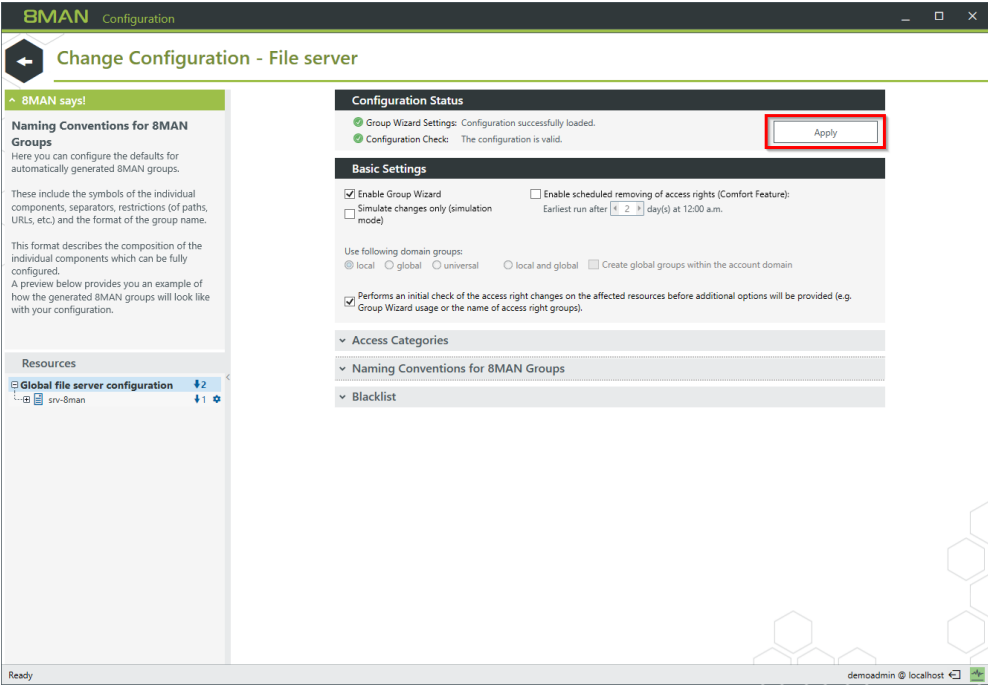 8MAN Configuration
Change Configuration - File server
8MAN says!
Naming Conventions for 8MAN
Groups
Here you can configure the defaults for
automatically generated 8MAN groups.
These include the symbols of the individual
components, separators, restrictions (of paths,
URLs, etc.) and the format of the group name.
This format describes the composition of the
individual components which can be fully
configured.
A preview below provides you an example of
how the generated 8MAN groups will look like
with your configuration.
Resources
Global file server configuration 2
srv-8man 1
Configuration Status
Group Wizard Settings: Configuration successfully loaded.
Configuration Check: The configuration is valid.
Apply
Basic Settings
Enable Group Wizard
Simulate changes only (simulation
mode)
Enable scheduled removing of access rights (Comfort Feature):
Earliest run after 2 day(s) at 12:00 a.m.
Use following domain groups:
local global universal local and global Create global groups within the account domain
Performs an initial check of the access right changes on the affected resources before additional options will be provided (e.g.
Group Wizard usage or the name of access right groups).
Access Categories
Naming Conventions for 8MAN Groups
Blacklist
Ready
demoadmin @ localhost